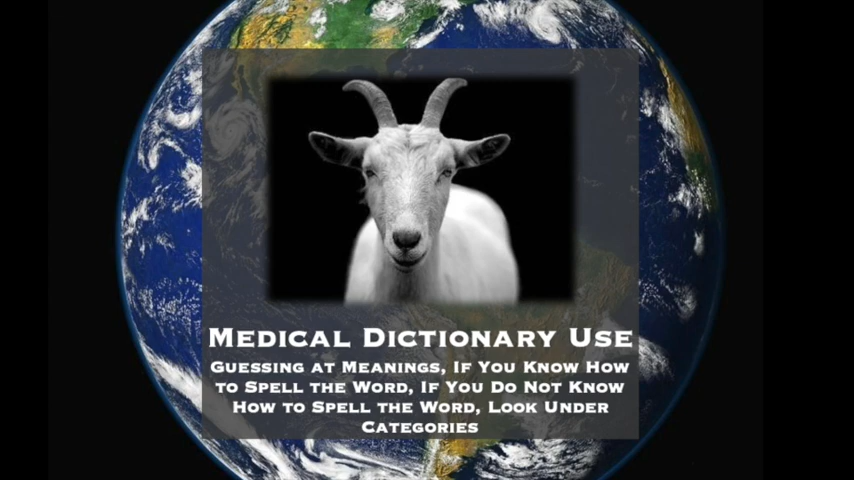 Medical Dictionary Use
Guessing at Meanings, If You Know How
to Spell the Word, If You Do Not Know
How to Spell the Word, Look Under
Categories